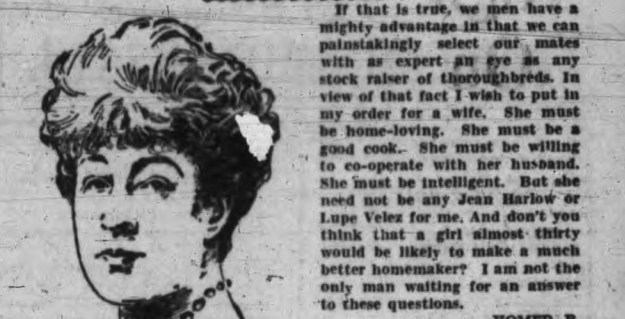 If that is true, we men have a
mighty advantage in that we can
painstakingly select our mates
with as expert an eye as any
stock raiser of thoroughbreds. In
view of that fact I wish to put in
my order for a wife. She must
be home-loving. She must be a
good cook. She must be willing
to co-operate with her husband.
She must be intelligent. But she
need not be any Jean Harlow or
Lupe Velez for me. And don't you
think that a girl almost thirty
would be likely to make a much
better homemaker? I am not the
only man waiting for an answer
to these questions.